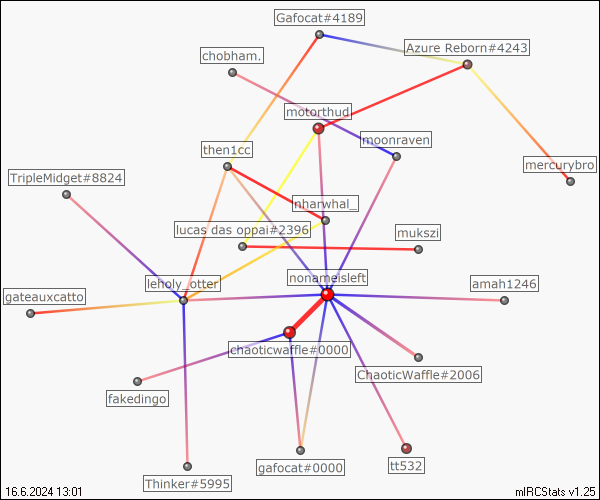 Gafocat#4189
Azure Reborn#4243
chobham.
motorthud
moonraven
then1cc
mercurybro
TripleMidget#8824
nharwhal_
lucas das oppai#2396
mukszi
leholy_otter
nonameisleft
amah1246
gateauxcatto
chaoticwaffle#0000
ChaoticWaffle#2006
fakedingo
gafocat#0000
tt532
Thinker#5995
16.6.2024 13:01
mIRCStats v1.25